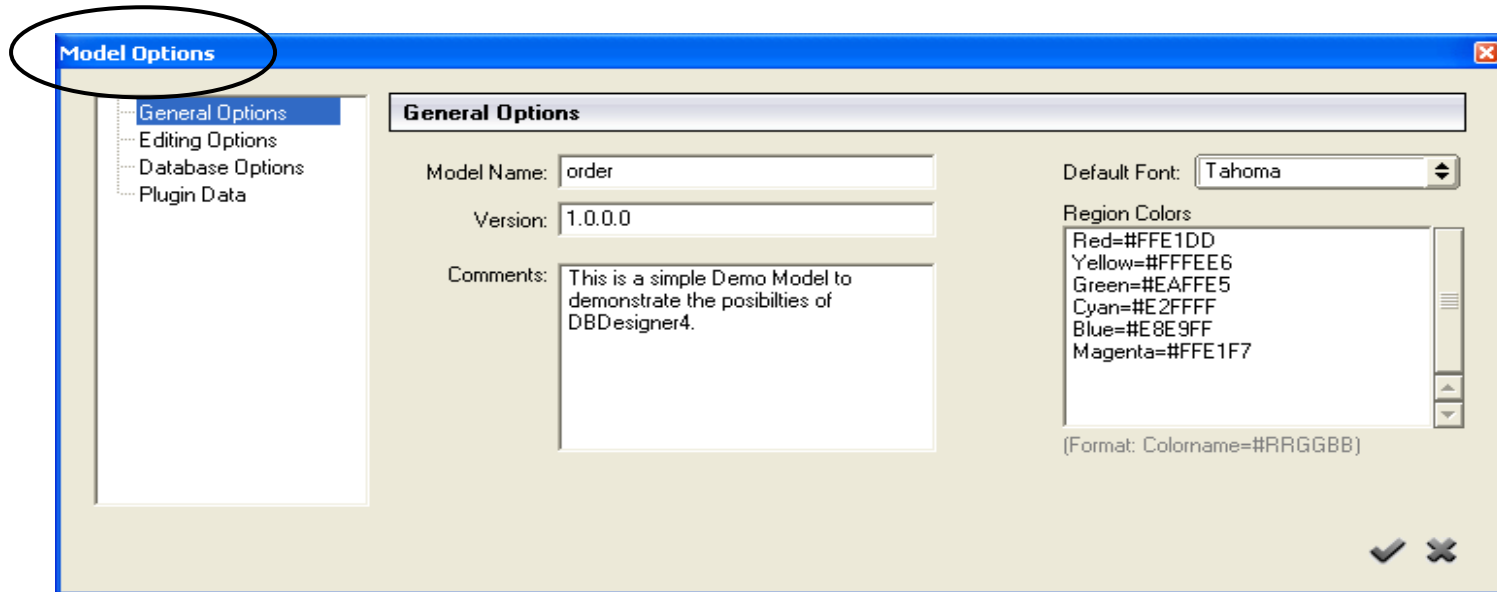 Model Options
General Options
Editing Options
Database Options
Plugin Data
General Options
Model Name: order
Version: 1.0.0.0
Comments: This is a simple Demo Model to
demonstrate the posibilties of
DBDesigner4.
Default Font: Tahoma
Region Colors
Red=#FFE1DD
Yellow=#FFFEE6
Green=#EAFFE5
Cyan=#E2FFFF
Blue=#E8E9FF
Magenta=#FFE1F7
(Format: Colorname=#RRGGBB)